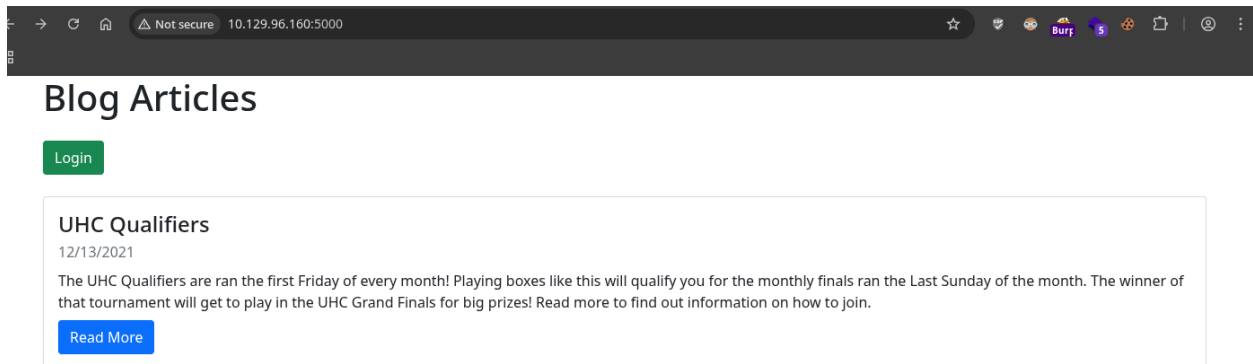 Not secure 10.129.96.160:5000
Burp
5
Blog Articles
Login
UHC Qualifiers
12/13/2021
The UHC Qualifiers are ran the first Friday of every month! Playing boxes like this will qualify you for the monthly finals ran the Last Sunday of the month. The winner of
that tournament will get to play in the UHC Grand Finals for big prizes! Read more to find out information on how to join.
Read More